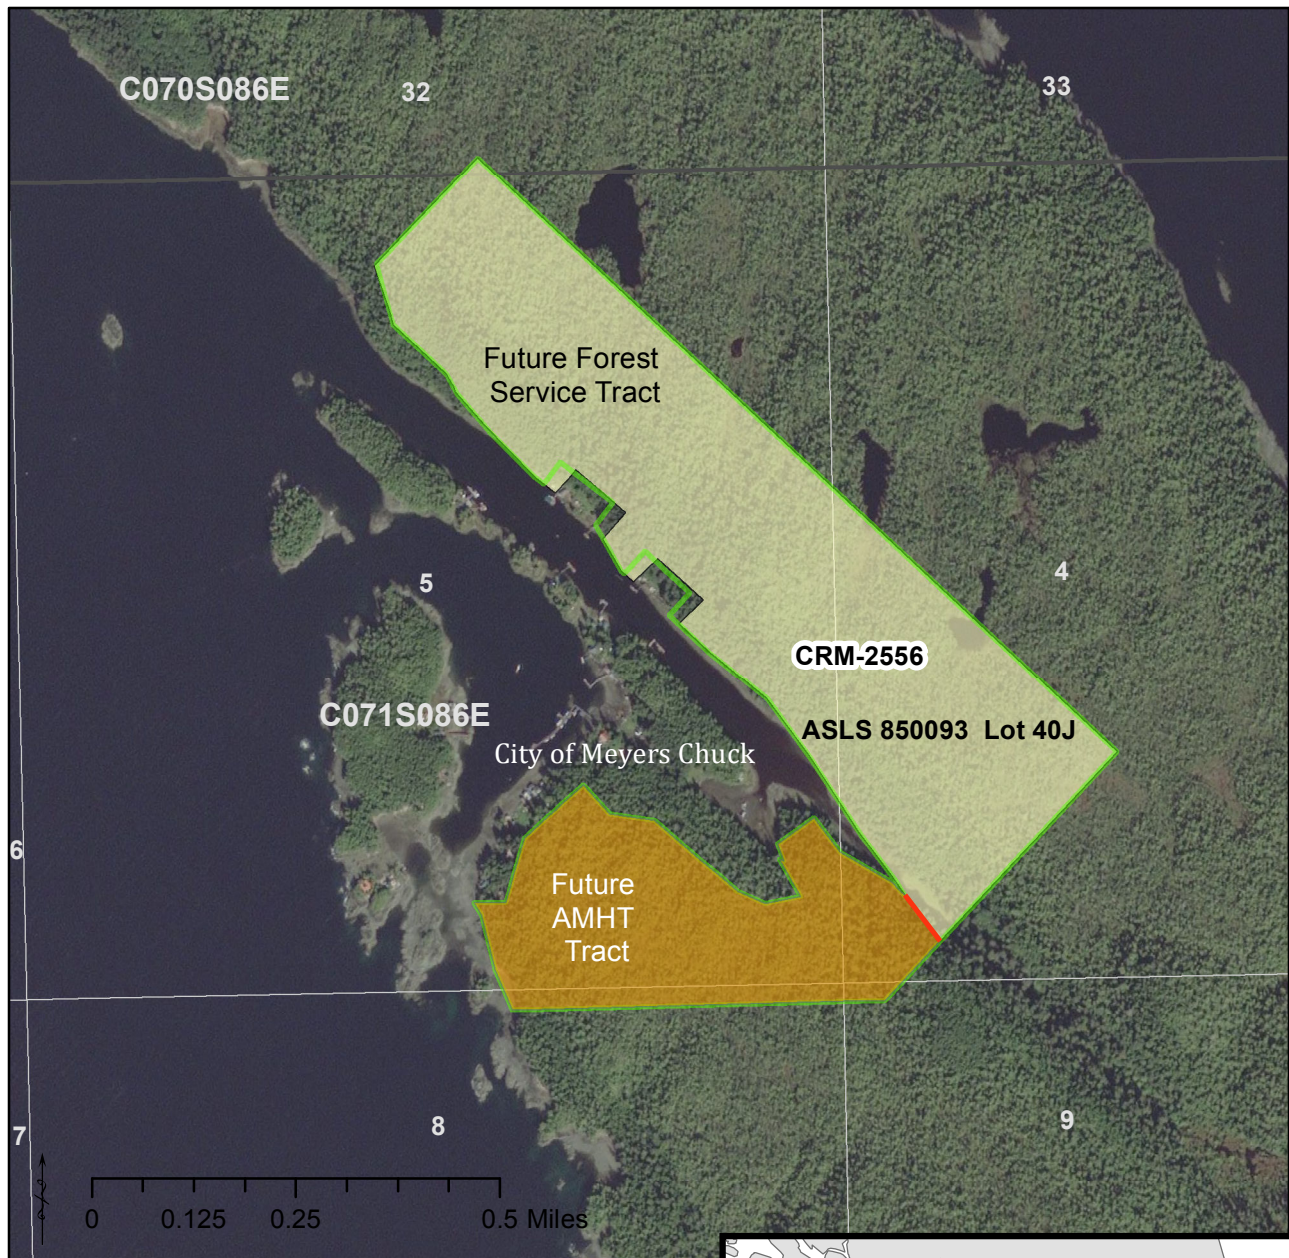 C070S086E
32
33
Future Forest
Service Tract
5
4
CRM-2556
C071S086E
ASLS 850093 Lot 40J
City of Meyers Chuck
6
Future
AMHT
Tract
7
8
9
0 0.125 0.25 0.5 Miles